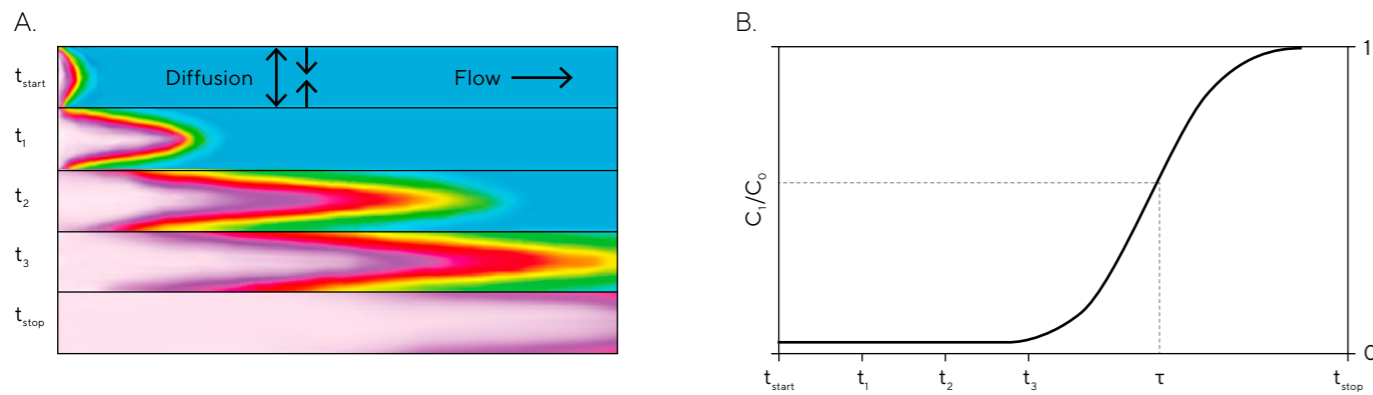 A.
t_start
Diffusion
Flow
t_1
t_2
t_3
t_stop
B.
1
C_1/C_0
0
t_start t_1 t_2 t_3 τ t_stop